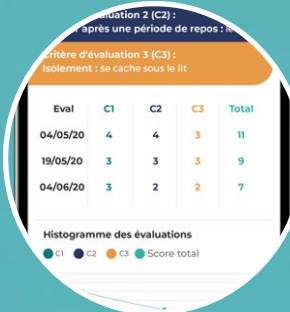 évaluation 2 (C2) :
après une période de repos :
Critère d'évaluation 3 (C3) :
Isolement : se cache sous le lit
Eval C1 C2 C3 Total
04/05/20 4 4 3 11
19/05/20 3 3 3 9
04/06/20 3 2 2 7
Histogramme des évaluations
C1 C2 C3 Score total